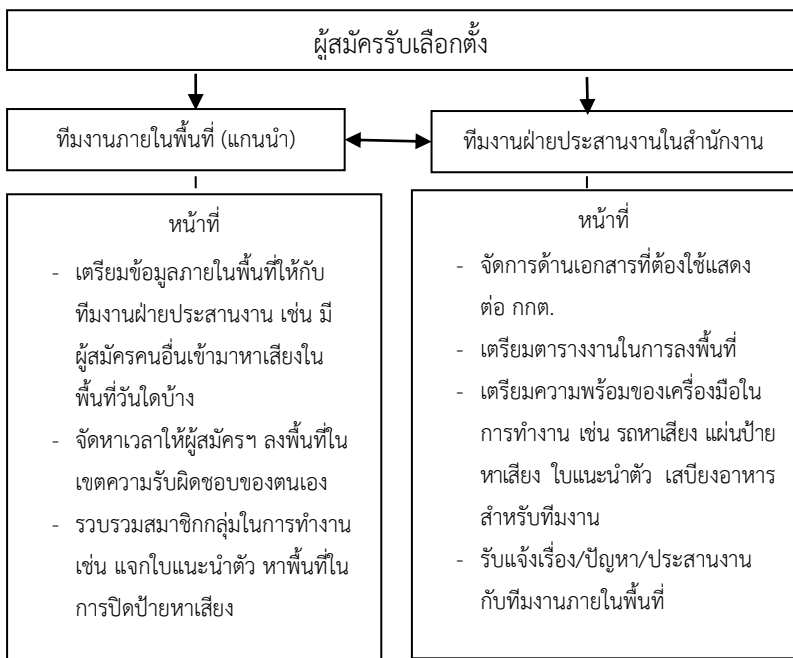 ผู้สมัครรับเลือกตั้ง
ทีมงานภายในพื้นที่ (แกนนำ)
ทีมงานฝ่ายประสานงานในสำนักงาน
หน้าที่
- เตรียมข้อมูลภายในพื้นที่ให้กับ
ทีมงานฝ่ายประสานงาน เช่น มี
ผู้สมัครคนอื่นเข้ามาหาเสียงใน
พื้นที่วันใดบ้าง
- จัดหาเวลาให้ผู้สมัครฯ ลงพื้นที่ใน
เขตความรับผิดชอบของตนเอง
- รวบรวมสมาชิกกลุ่มในการทำงาน
เช่น แจกใบแนะนำตัว หาพื้นที่ใน
การปิดป้ายหาเสียง
หน้าที่
- จัดการด้านเอกสารที่ต้องใช้แสดง
ต่อ กกต.
- เตรียมตารางงานในการลงพื้นที่
- เตรียมความพร้อมของเครื่องมือใน
การทำงาน เช่น รถหาเสียง แผ่นป้าย
หาเสียง ใบแนะนำตัว เสบียงอาหาร
สำหรับทีมงาน
- รับแจ้งเรื่อง/ปัญหา/ประสานงาน
กับทีมงานภายในพื้นที่